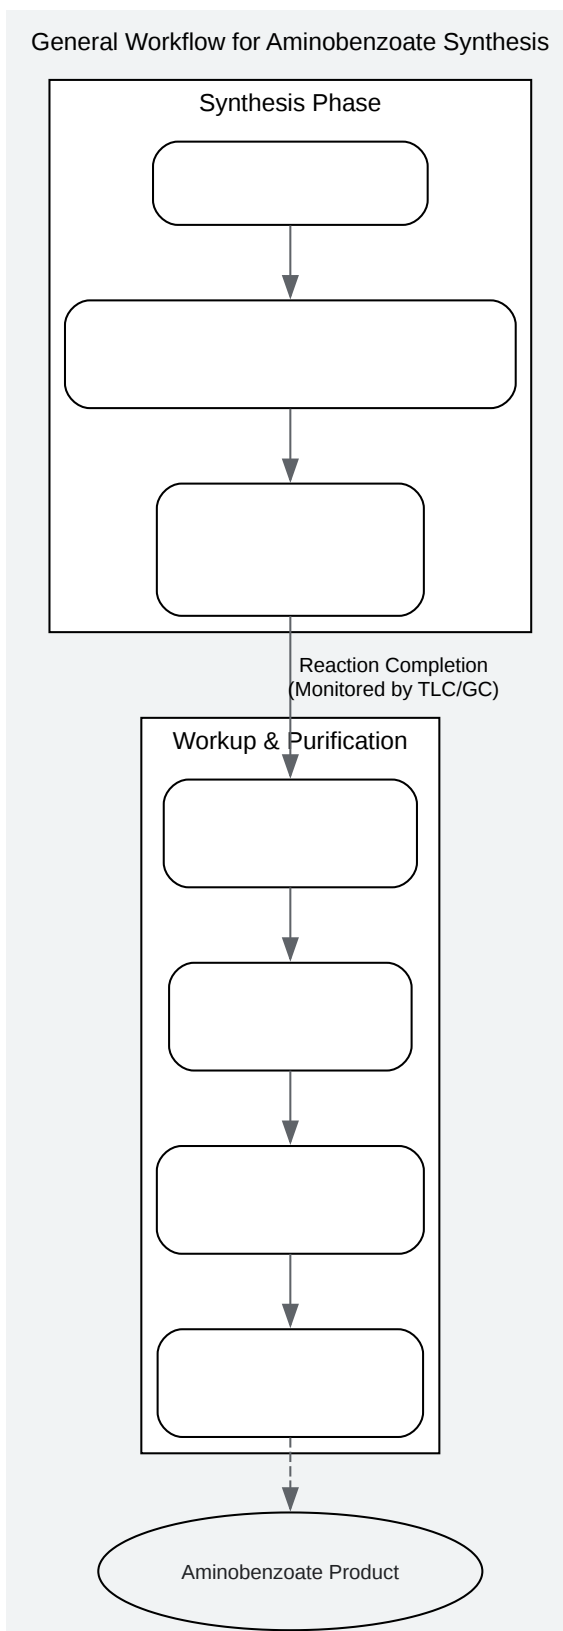 General Workflow for Aminobenzoate Synthesis
Synthesis Phase
Reaction Completion
(Monitored by TLC/GC)
Workup & Purification
Aminobenzoate Product